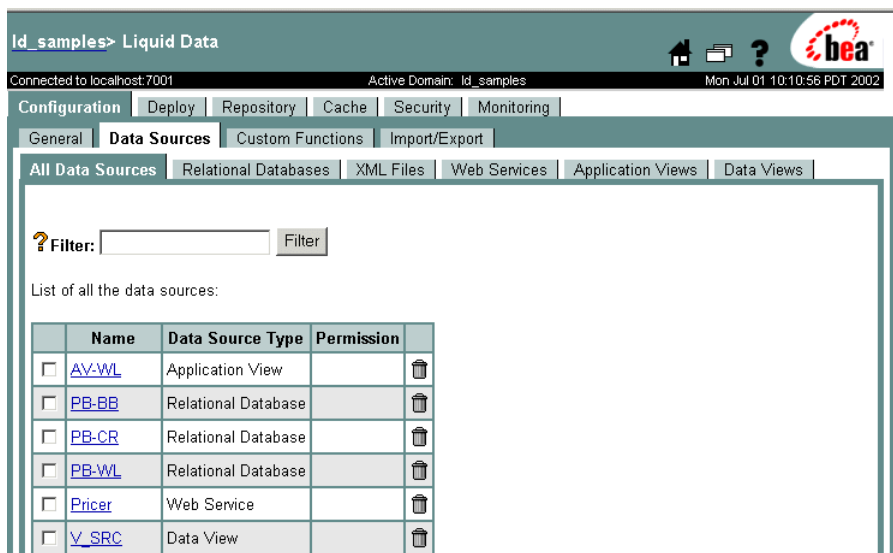 ld_samples> Liquid Data
? bea
Connected to localhost:7001 Active Domain: ld_samples Mon Jul 01 10:10:56 PDT 2002
Configuration Deploy Repository Cache Security Monitoring
General Data Sources Custom Functions Import/Export
All Data Sources Relational Databases XML Files Web Services Application Views Data Views
? Filter: Filter
List of all the data sources:
Name Data Source Type Permission
AV-WL Application View
PB-BB Relational Database
PB-CR Relational Database
PB-WL Relational Database
Pricer Web Service
V_SRC Data View